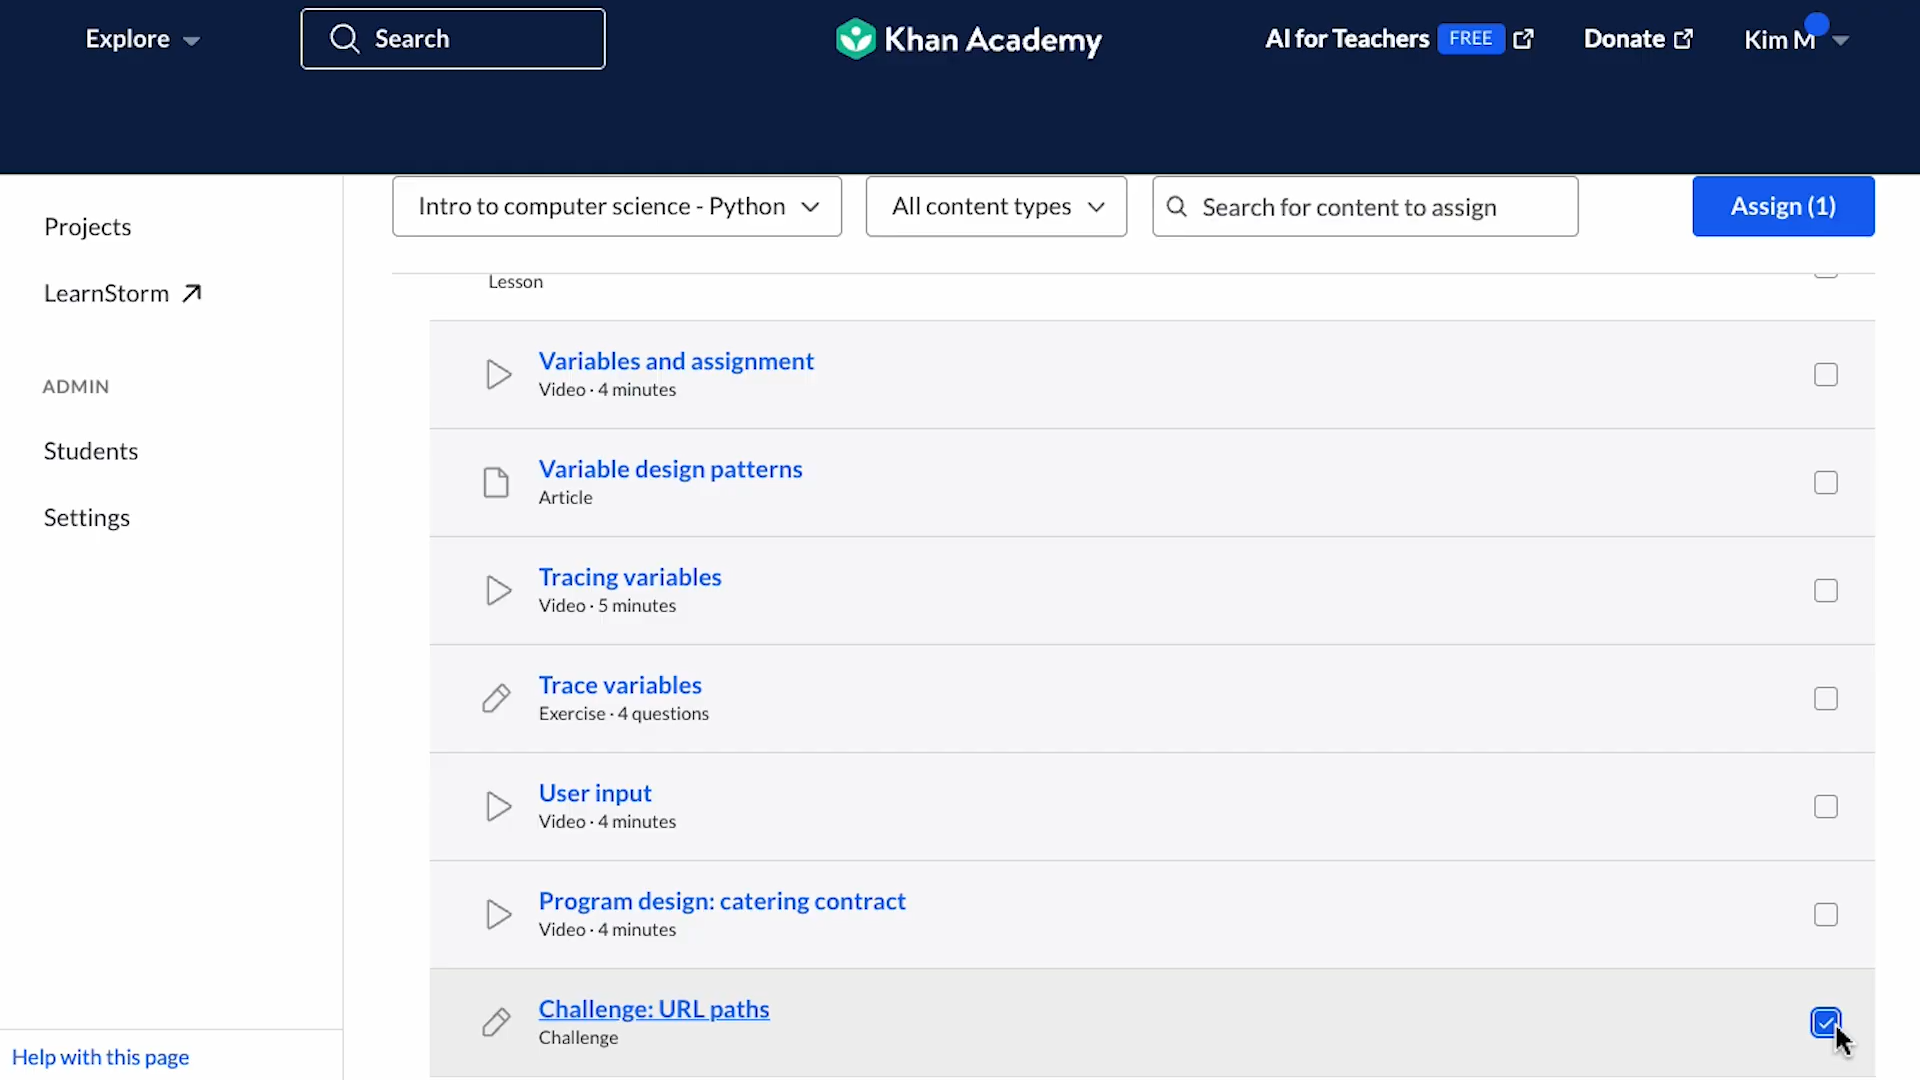 Explore
Search
Khan Academy
AI for Teachers FREE
Donate
Kim M
Projects
LearnStorm
ADMIN
Students
Settings
Help with this page
Intro to computer science - Python
All content types
Search for content to assign
Assign (1)
Lesson
Variables and assignment
Video · 4 minutes
Variable design patterns
Article
Tracing variables
Video · 5 minutes
Trace variables
Exercise · 4 questions
User input
Video · 4 minutes
Program design: catering contract
Video · 4 minutes
Challenge: URL paths
Challenge